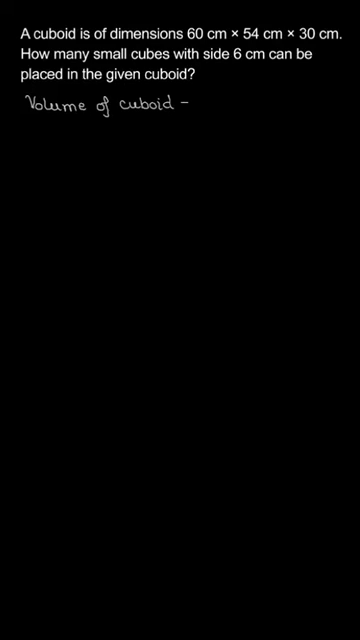 A cuboid is of dimensions 60 cm × 54 cm × 30 cm.
How many small cubes with side 6 cm can be
placed in the given cuboid?
Volume of cuboid -